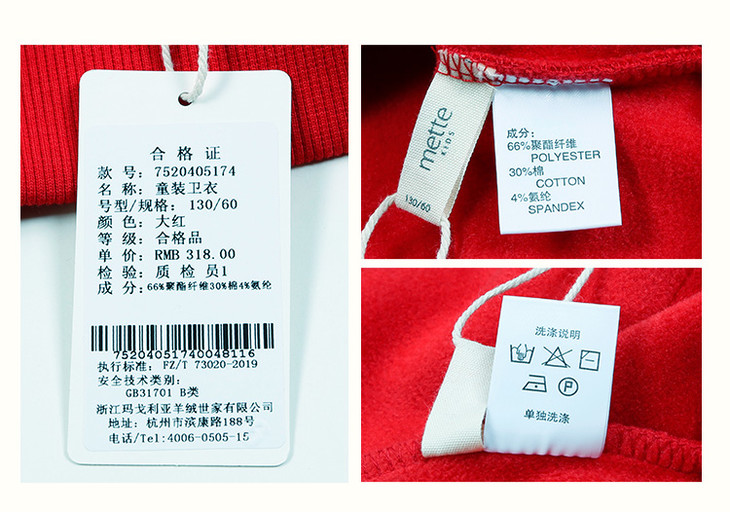 合格证
款号：7520405174
名称：童装卫衣
号型/规格：130/60
颜色：大红
等级：合格品
单价：RMB 318.00
检验：质检员1
成分：66%聚酯纤维30%棉4%氨纶
75204051740048116
执行标准：FZ/T 73020-2019
安全技术类别：
GB31701 B类
浙江玛戈利亚羊绒世家有限公司
地址：杭州市滨康路188号
电话/Tel:4006-0505-15
mette
KIDS
130/60
成分：
66%聚酯纤维
POLYESTER
30%棉
COTTON
4%氨纶
SPANDEX
洗涤说明
P
单独洗涤